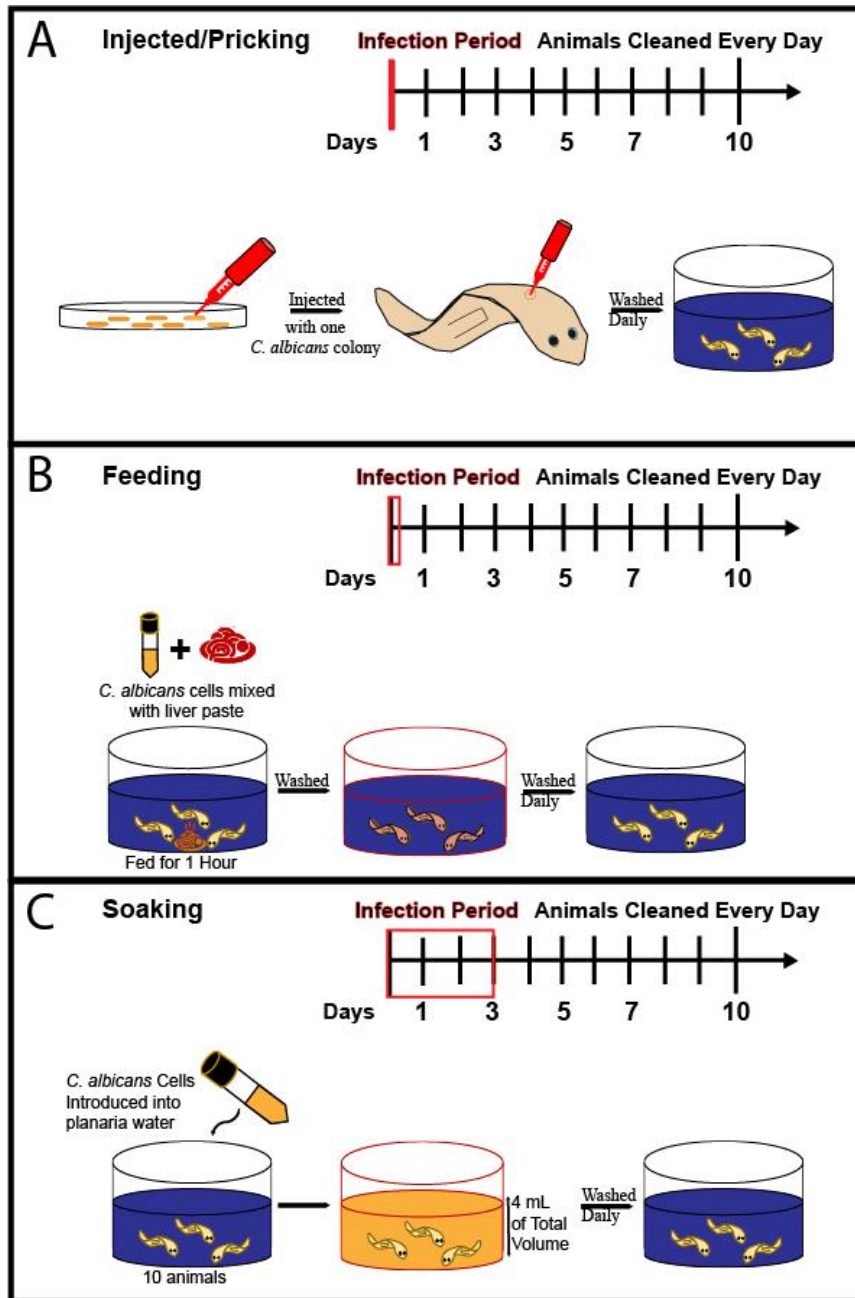 A Injected/Pricking
Infection Period Animals Cleaned Every Day
Days 1 3 5 7 10
Injected
with one
C. albicans colony
Washed
Daily
B Feeding
Infection Period Animals Cleaned Every Day
Days 1 3 5 7 10
+
C. albicans cells mixed
with liver paste
Washed
Washed
Daily
Fed for 1 Hour
C Soaking
Infection Period Animals Cleaned Every Day
Days 1 3 5 7 10
C. albicans Cells
Introduced into
planaria water
4 mL
of Total
Volume
Washed
Daily
10 animals